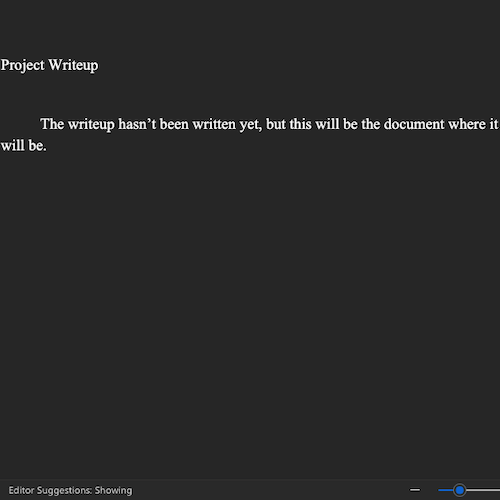 Project Writeup
The writeup hasn’t been written yet, but this will be the document where it
will be.
Editor Suggestions: Showing